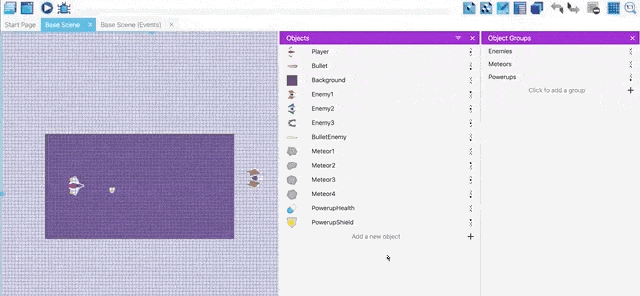 Start Page
Base Scene
Base Scene (Events)
Objects
Player
Bullet
Background
Enemy1
Enemy2
Enemy3
BulletEnemy
Meteor1
Meteor2
Meteor3
Meteor4
PowerupHealth
PowerupShield
Add a new object
Object Groups
Enemies
Meteors
Powerups
Click to add a group